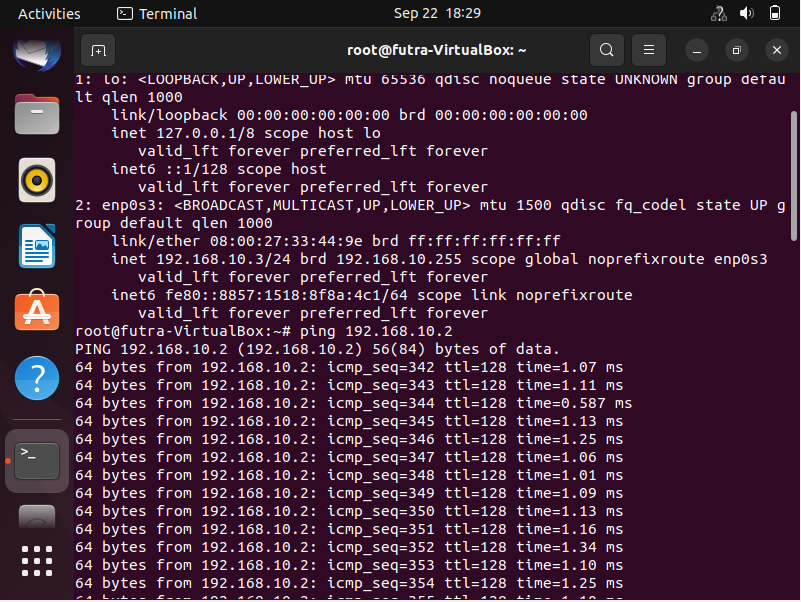 Activities Terminal Sep 22 18:29
root@futra-VirtualBox: ~
1: lo: <LOOPBACK,UP,LOWER_UP> mtu 65536 qdisc noqueue state UNKNOWN group defau
lt qlen 1000
    link/loopback 00:00:00:00:00:00 brd 00:00:00:00:00:00
    inet 127.0.0.1/8 scope host lo
       valid_lft forever preferred_lft forever
    inet6 ::1/128 scope host
       valid_lft forever preferred_lft forever
2: enp0s3: <BROADCAST,MULTICAST,UP,LOWER_UP> mtu 1500 qdisc fq_codel state UP g
roup default qlen 1000
    link/ether 08:00:27:33:44:9e brd ff:ff:ff:ff:ff:ff
    inet 192.168.10.3/24 brd 192.168.10.255 scope global noprefixroute enp0s3
       valid_lft forever preferred_lft forever
    inet6 fe80::8857:1518:8f8a:4c1/64 scope link noprefixroute
       valid_lft forever preferred_lft forever
root@futra-VirtualBox:~# ping 192.168.10.2
PING 192.168.10.2 (192.168.10.2) 56(84) bytes of data.
64 bytes from 192.168.10.2: icmp_seq=342 ttl=128 time=1.07 ms
64 bytes from 192.168.10.2: icmp_seq=343 ttl=128 time=1.11 ms
64 bytes from 192.168.10.2: icmp_seq=344 ttl=128 time=0.587 ms
64 bytes from 192.168.10.2: icmp_seq=345 ttl=128 time=1.13 ms
64 bytes from 192.168.10.2: icmp_seq=346 ttl=128 time=1.25 ms
64 bytes from 192.168.10.2: icmp_seq=347 ttl=128 time=1.06 ms
64 bytes from 192.168.10.2: icmp_seq=348 ttl=128 time=1.01 ms
64 bytes from 192.168.10.2: icmp_seq=349 ttl=128 time=1.09 ms
64 bytes from 192.168.10.2: icmp_seq=350 ttl=128 time=1.13 ms
64 bytes from 192.168.10.2: icmp_seq=351 ttl=128 time=1.16 ms
64 bytes from 192.168.10.2: icmp_seq=352 ttl=128 time=1.34 ms
64 bytes from 192.168.10.2: icmp_seq=353 ttl=128 time=1.10 ms
64 bytes from 192.168.10.2: icmp_seq=354 ttl=128 time=1.25 ms